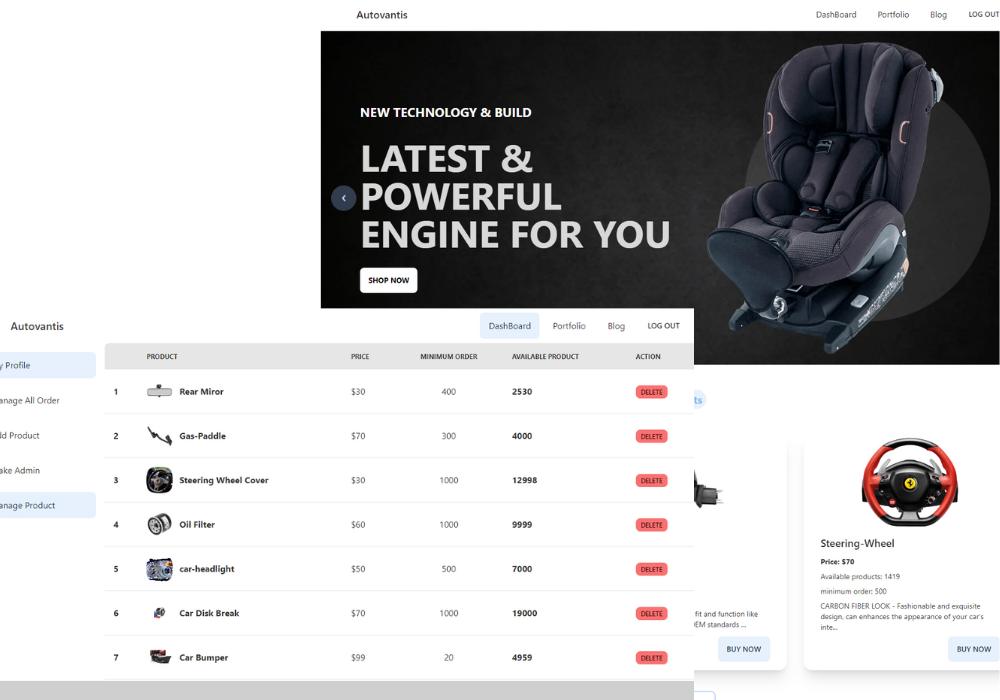 Autovantis
DashBoard Portfolio Blog LOG OUT
NEW TECHNOLOGY & BUILD
LATEST &
POWERFUL
ENGINE FOR YOU
SHOP NOW
Autovantis
DashBoard Portfolio Blog LOG OUT
y Profile
anage All Order
dd Product
ake Admin
anage Product
PRODUCT PRICE MINIMUM ORDER AVAILABLE PRODUCT ACTION
1 Rear Miror $30 400 2530 DELETE
2 Gas-Paddle $70 300 4000 DELETE
3 Steering Wheel Cover $30 1000 12998 DELETE
4 Oil Filter $60 1000 9999 DELETE
5 car-headlight $50 500 7000 DELETE
6 Car Disk Break $70 1000 19000 DELETE
7 Car Bumper $99 20 4959 DELETE
ts
fit and function like
EM standards ...
BUY NOW
Steering-Wheel
Price: $70
Available products: 1419
minimum order: 500
CARBON FIBER LOOK - Fashionable and exquisite
design, can enhances the appearance of your car's
inte...
BUY NOW